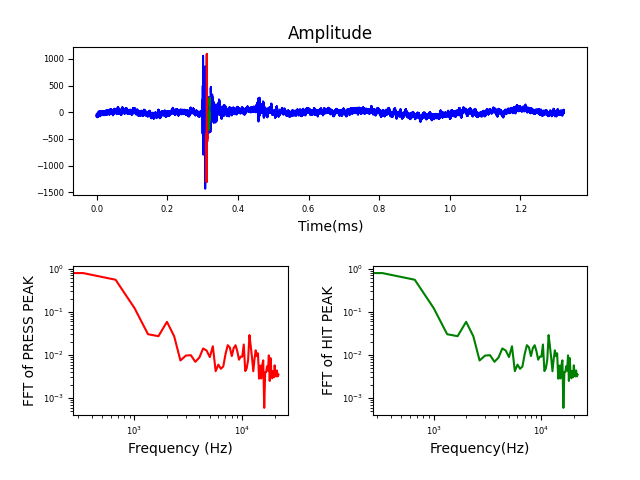 Amplitude
1000
500
0
−500
−1000
−1500
0.0 0.2 0.4 0.6 0.8 1.0 1.2
Time(ms)
FFT of PRESS PEAK
10⁰
10⁻¹
10⁻²
10⁻³
10³ 10⁴
Frequency (Hz)
FFT of HIT PEAK
10⁰
10⁻¹
10⁻²
10⁻³
10³ 10⁴
Frequency(Hz)